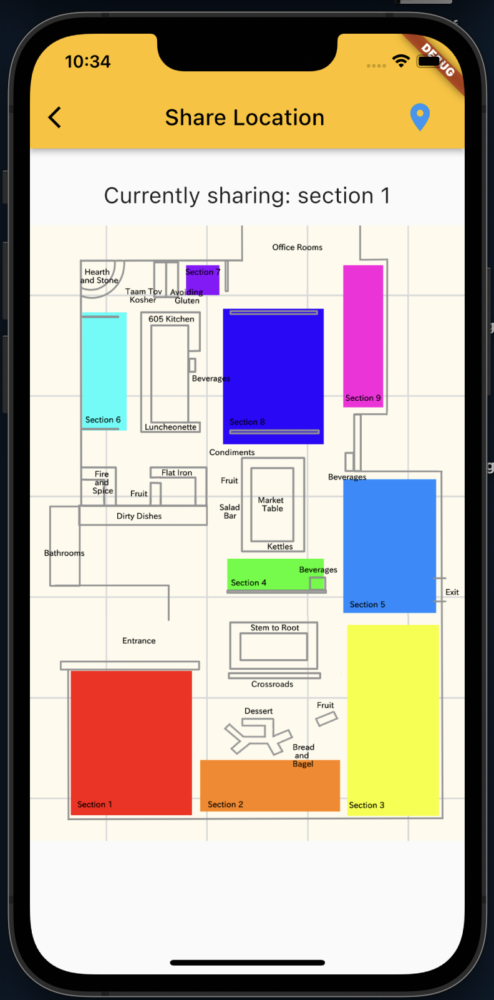 10:34
DEBUG
Share Location
Currently sharing: section 1
Office Rooms
Hearth
and Stone
Section 7
Taam Tov
Kosher
Avoiding
Gluten
605 Kitchen
Beverages
Section 9
Section 6
Section 8
Luncheonette
Condiments
Fire
and
Spice
Flat Iron
Fruit
Fruit
Beverages
Market
Table
Salad
Bar
Dirty Dishes
Kettles
Bathrooms
Beverages
Section 4
Exit
Section 5
Stem to Root
Entrance
Crossroads
Fruit
Dessert
Bread
and
Bagel
Section 1
Section 2
Section 3